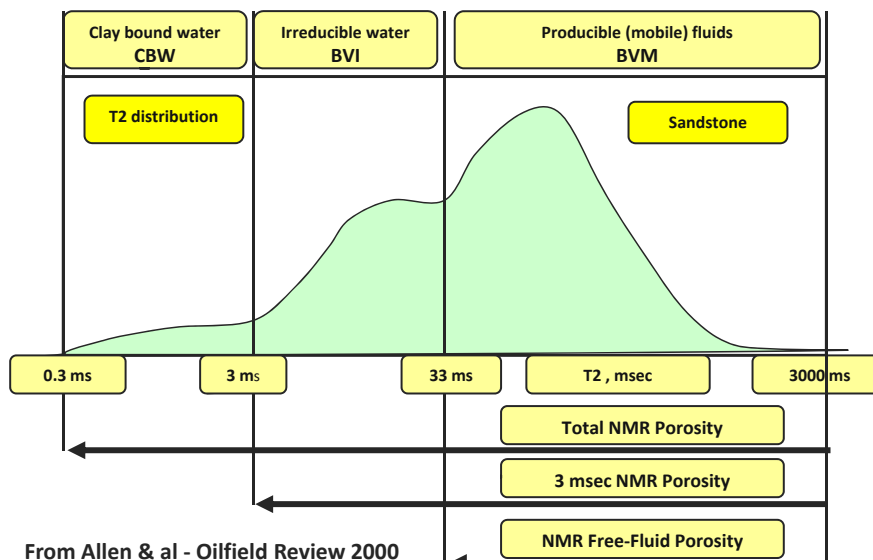 Clay bound water
CBW
Irreducible water
BVI
Producible (mobile) fluids
BVM
T2 distribution
Sandstone
0.3 ms
3 ms
33 ms
T2 , msec
3000 ms
Total NMR Porosity
3 msec NMR Porosity
NMR Free-Fluid Porosity
From Allen & al - Oilfield Review 2000